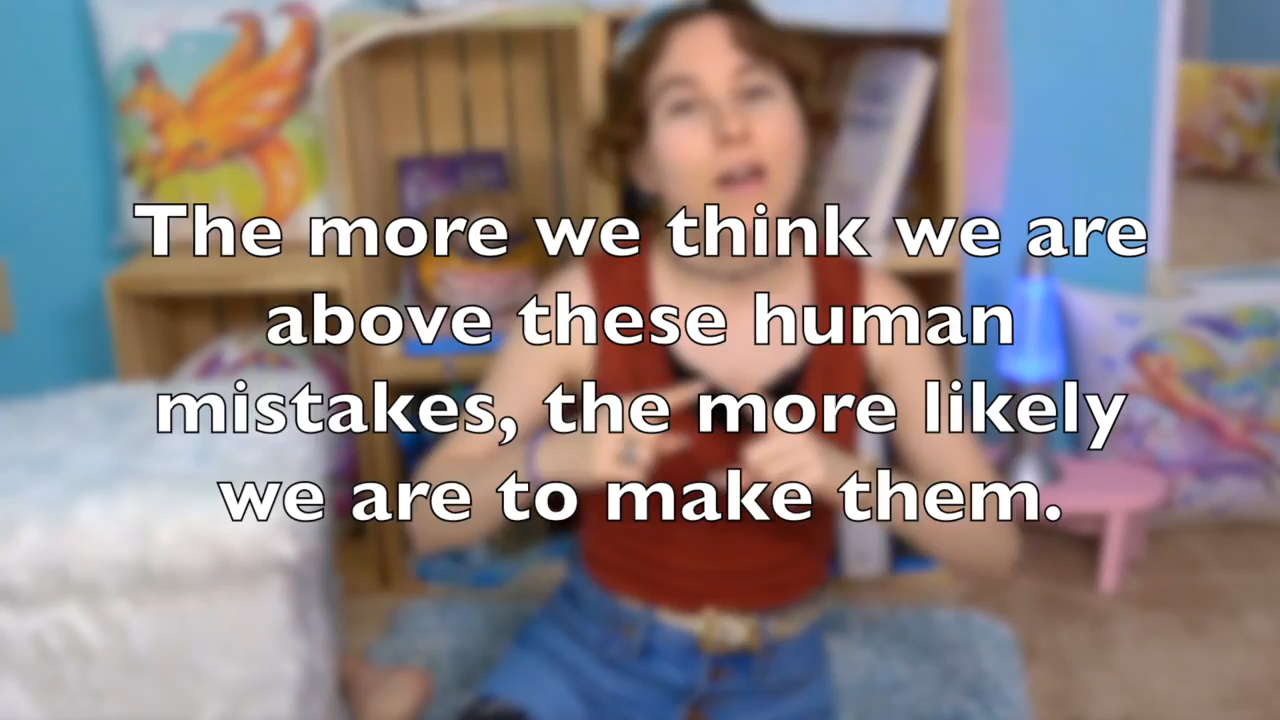 The more we think we are
above these human
mistakes, the more likely
we are to make them.